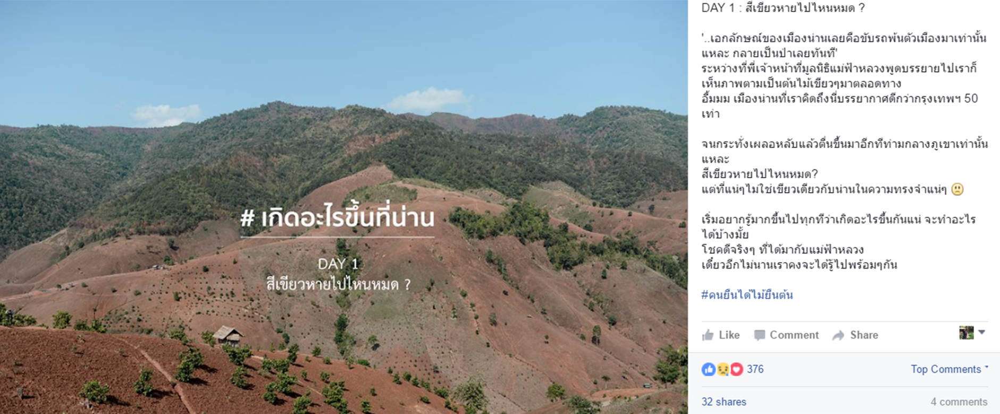 # เกิดอะไรขึ้นที่น่าน
DAY 1
สีเขียวหายไปไหนหมด ?
DAY 1 : สีเขียวหายไปไหนหมด ?
'..เอกลักษณ์ของเมืองน่านเลยคือขับรถพ้นตัวเมืองมาเท่านั้น
แหละ กลายเป็นป่าเลยทันที'
ระหว่างที่พี่เจ้าหน้าที่มูลนิธิแม่ฟ้าหลวงพูดบรรยายไปเราก็
เห็นภาพตามเป็นต้นไม้เขียวๆมาตลอดทาง
อื้มมม เมืองน่านที่เราคิดถึงนี่บรรยากาศดีกว่ากรุงเทพฯ 50
เท่า
จนกระทั่งเผลอหลับแล้วตื่นขึ้นมาอีกทีท่ามกลางภูเขาเท่านั้น
แหละ
สีเขียวหายไปไหนหมด?
แต่ที่แน่ๆไม่ใช่เขียวเดียวกับน่านในความทรงจำแน่ๆ
เริ่มอยากรู้มากขึ้นไปทุกทีว่าเกิดอะไรขึ้นกันแน่ จะทำอะไร
ได้บ้างมั้ย
โชคดีจริงๆ ที่ได้มากับแม่ฟ้าหลวง
เดี๋ยวอีกไม่นานเราคงจะได้รู้ไปพร้อมๆกัน
#คนยืนได้ไม้ยืนต้น
Like Comment Share
376 Top Comments
32 shares 4 comments